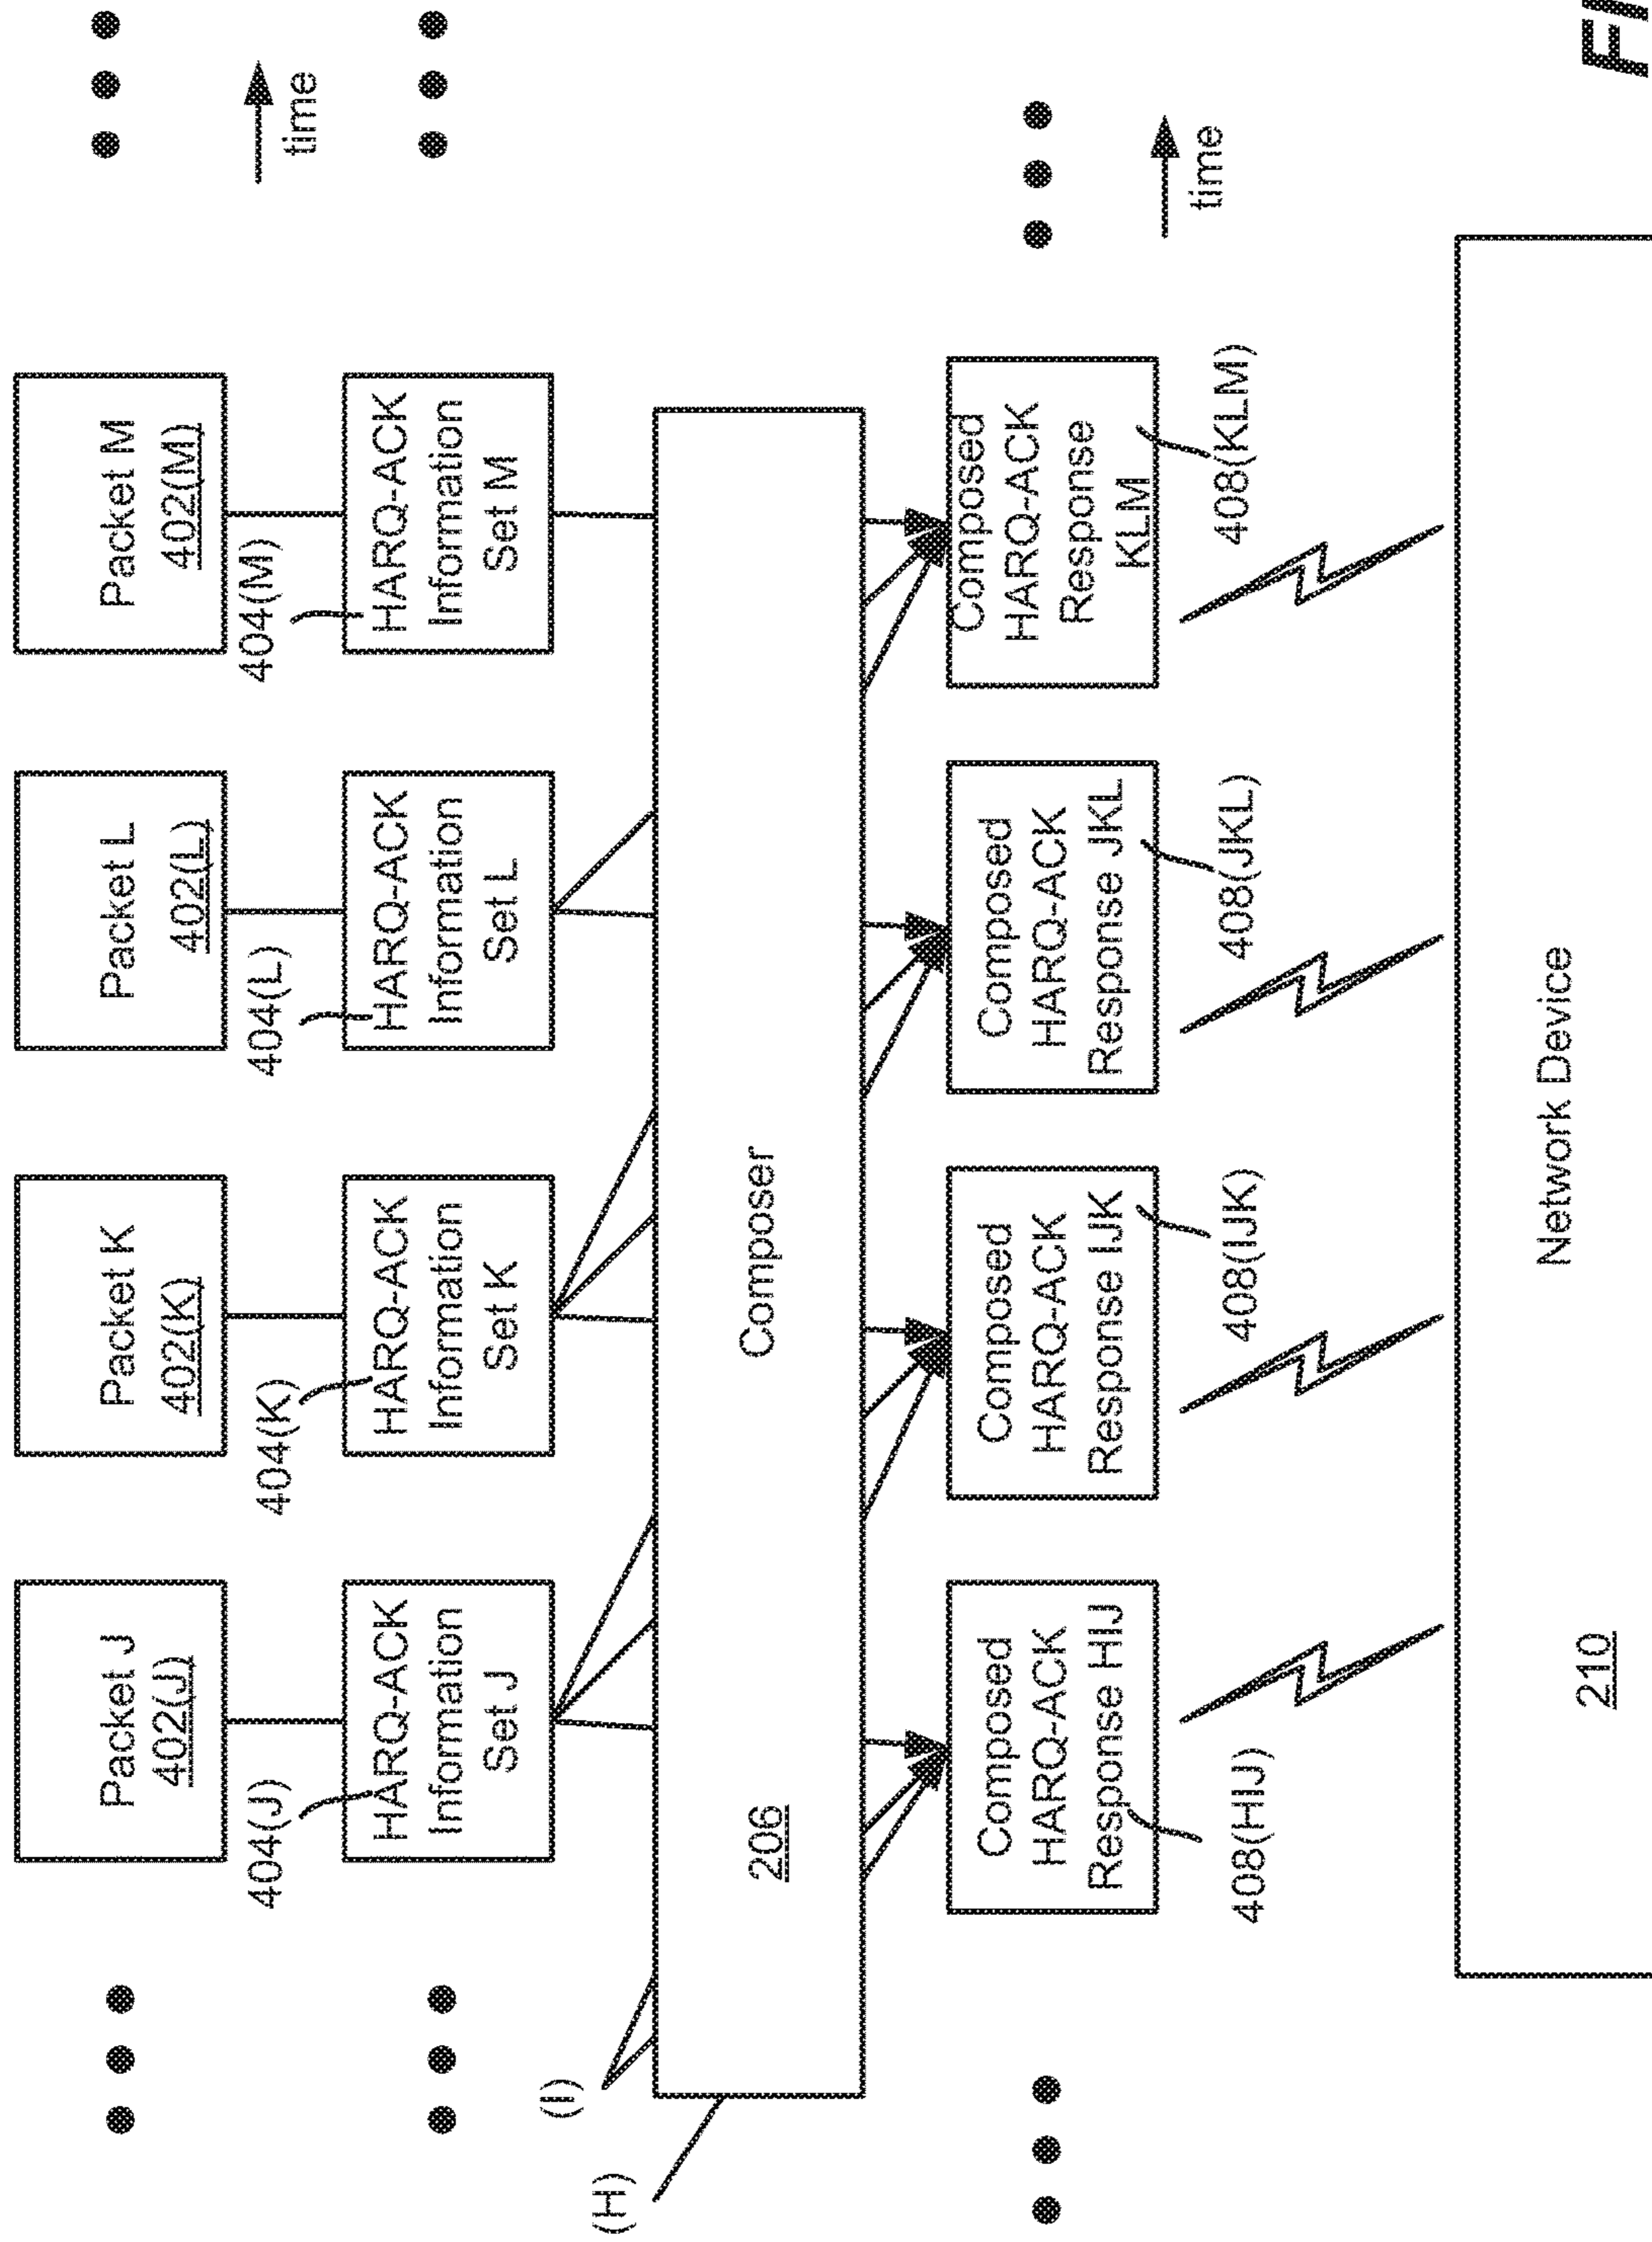 Packet J
402(J)
Packet K
402(K)
Packet L
402(L)
Packet M
402(M)
404(J)
404(K)
404(L)
404(M)
time
HARQ-ACK
Information
Set J
HARQ-ACK
Information
Set K
HARQ-ACK
Information
Set L
HARQ-ACK
Information
Set M
(I)
(H)
206
Composer
Composed
HARQ-ACK
Response HIJ
Composed
HARQ-ACK
Response IJK
Composed
HARQ-ACK
Response JKL
Composed
HARQ-ACK
Response
KLM
time
408(HIJ)
408(IJK)
408(JKL)
408(KLM)
Network Device
210